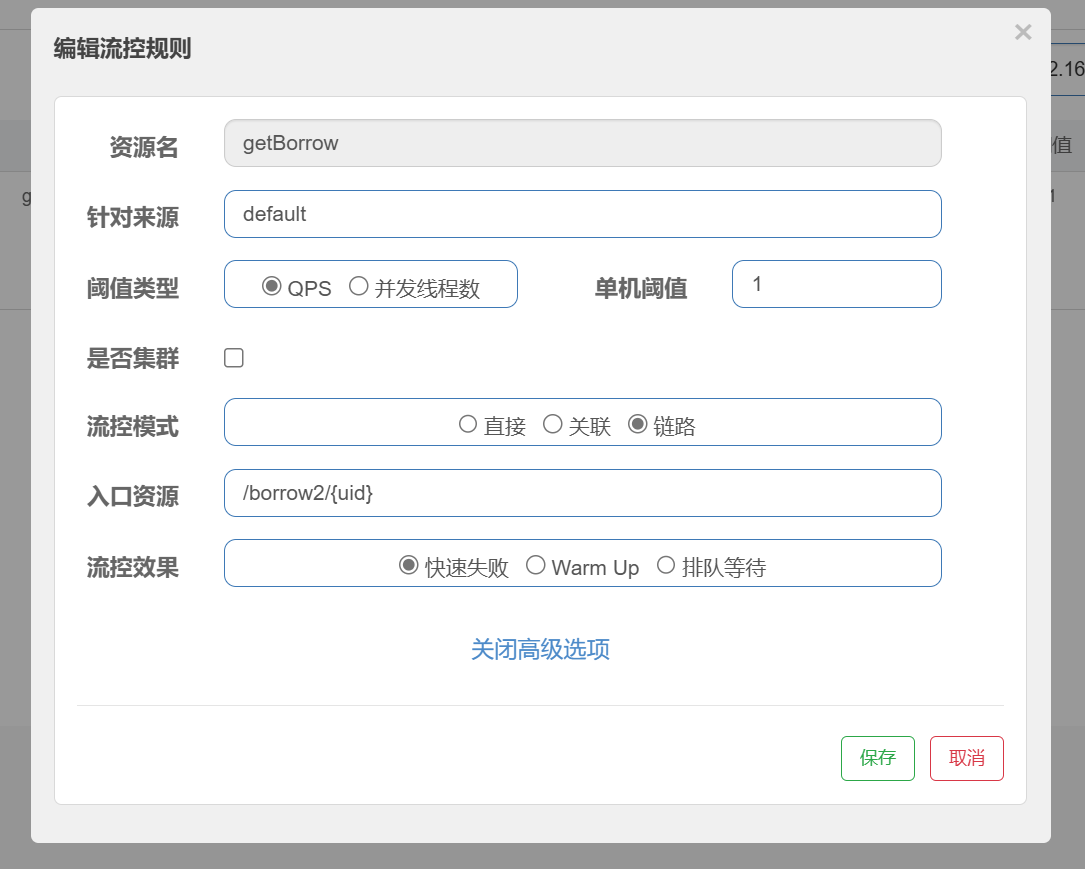 编辑流控规则
×
2.16
值
g
1
资源名 getBorrow
针对来源 default
阈值类型 QPS 并发线程数 单机阈值 1
是否集群
流控模式 直接 关联 链路
入口资源 /borrow2/{uid}
流控效果 快速失败 Warm Up 排队等待
关闭高级选项
保存 取消